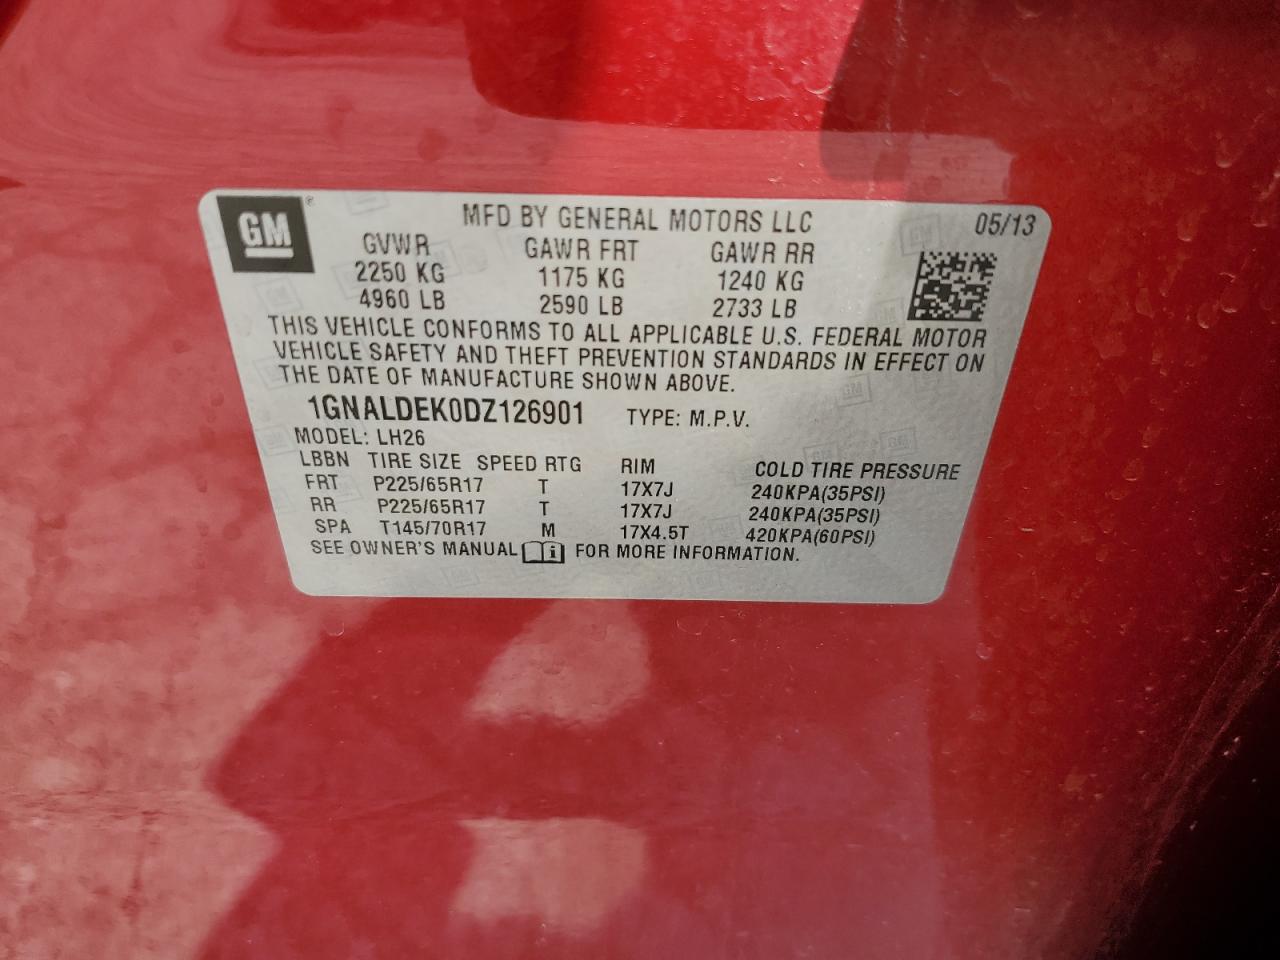 GM®
MFD BY GENERAL MOTORS LLC 05/13
GVWR GAWR FRT GAWR RR
2250 KG 1175 KG 1240 KG
4960 LB 2590 LB 2733 LB
THIS VEHICLE CONFORMS TO ALL APPLICABLE U.S. FEDERAL MOTOR
VEHICLE SAFETY AND THEFT PREVENTION STANDARDS IN EFFECT ON
THE DATE OF MANUFACTURE SHOWN ABOVE.
1GNALDEK0DZ126901 TYPE: M.P.V.
MODEL: LH26
LBBN TIRE SIZE SPEED RTG RIM COLD TIRE PRESSURE
FRT P225/65R17 T 17X7J 240KPA(35PSI)
RR P225/65R17 T 17X7J 240KPA(35PSI)
SPA T145/70R17 M 17X4.5T 420KPA(60PSI)
SEE OWNER'S MANUAL i FOR MORE INFORMATION.